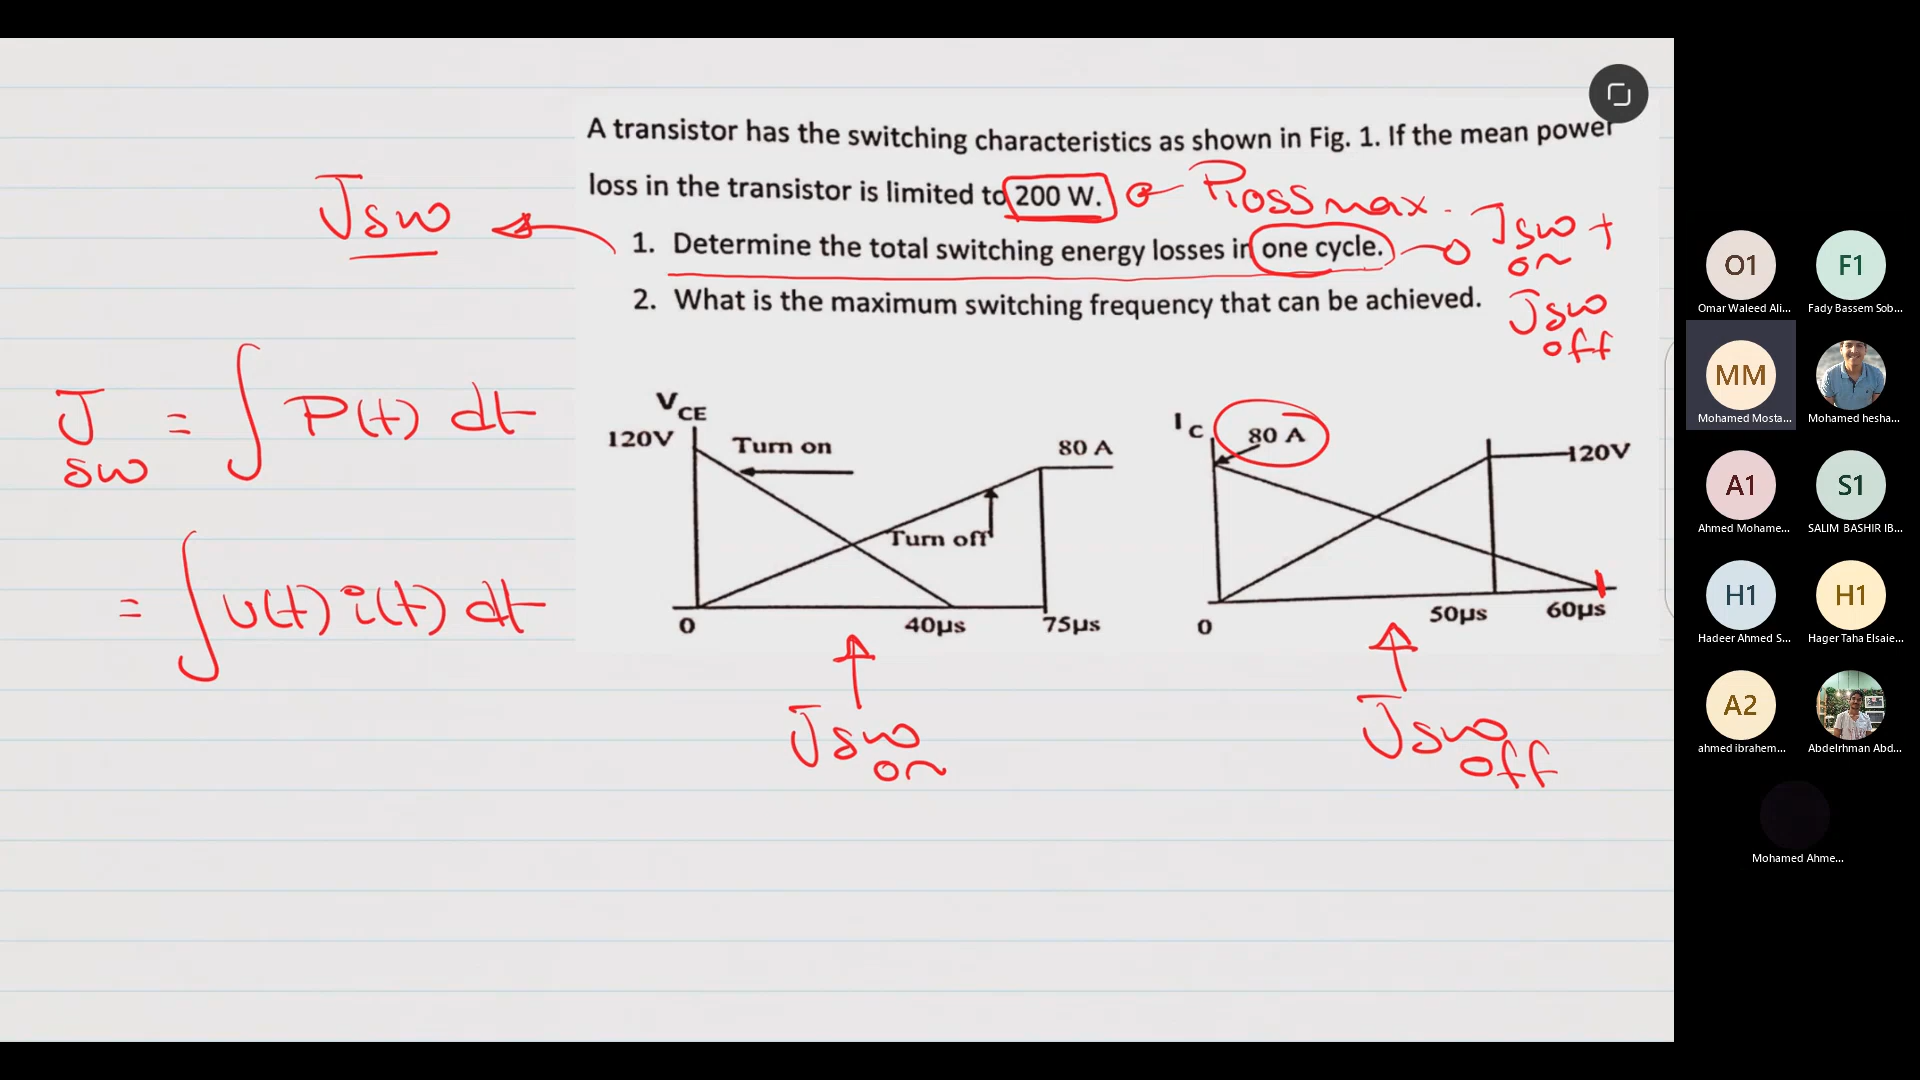 A transistor has the switching characteristics as shown in Fig. 1. If the mean power
loss in the transistor is limited to 200 W.
Ploss max.
1. Determine the total switching energy losses in one cycle.
Jsw on +
Jsw off
Jsw
2. What is the maximum switching frequency that can be achieved.
J sw = ∫ P(t) dt
= ∫ v(t) i(t) dt
VCE
120V
Turn on
80 A
Turn off
0
40µs
75µs
Jsw on
IC
80 A
120V
0
50µs
60µs
Jsw off
O1
Omar Waleed Ali...
F1
Fady Bassem Sob...
MM
Mohamed Mosta...
Mohamed hesha...
A1
Ahmed Mohame...
S1
SALIM BASHIR IB...
H1
Hadeer Ahmed S...
H1
Hager Taha Elsaie...
A2
ahmed ibrahem...
Abdelrhman Abd...
Mohamed Ahme...